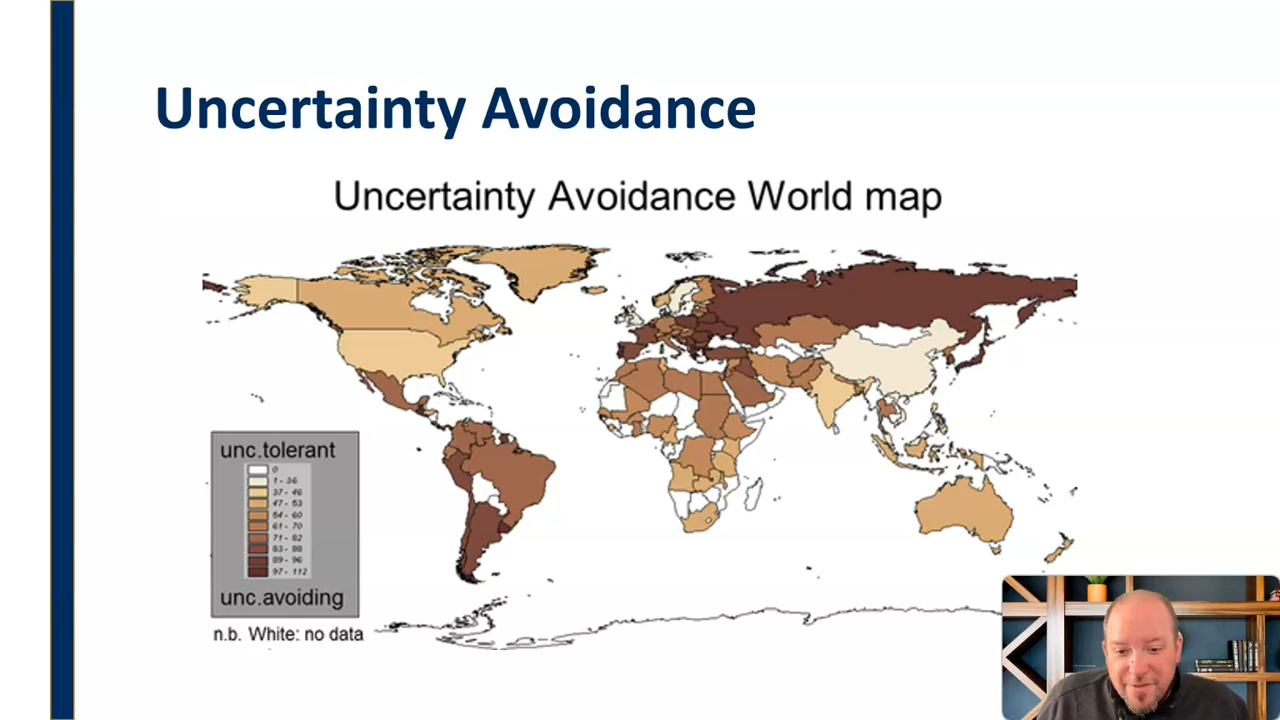 Uncertainty Avoidance
Uncertainty Avoidance World map
unc.tolerant
0
1 - 36
37 - 46
47 - 53
54 - 60
61 - 70
71 - 82
83 - 88
89 - 96
97 - 112
unc.avoiding
n.b. White: no data